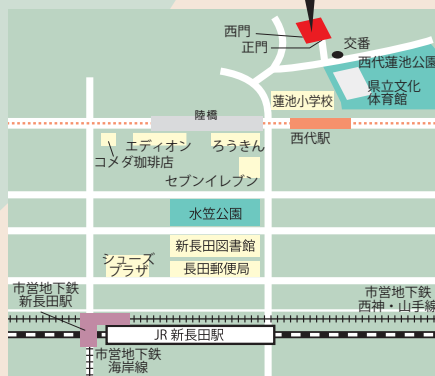 西門
正門
交番
西代蓮池公園
県立文化
体育館
蓮池小学校
陸橋
西代駅
エディオン
ろうきん
コメダ珈琲店
セブンイレブン
水笠公園
新長田図書館
シューズ
プラザ
長田郵便局
市営地下鉄
新長田駅
市営地下鉄
西神・山手線
JR 新長田駅
市営地下鉄
海岸線